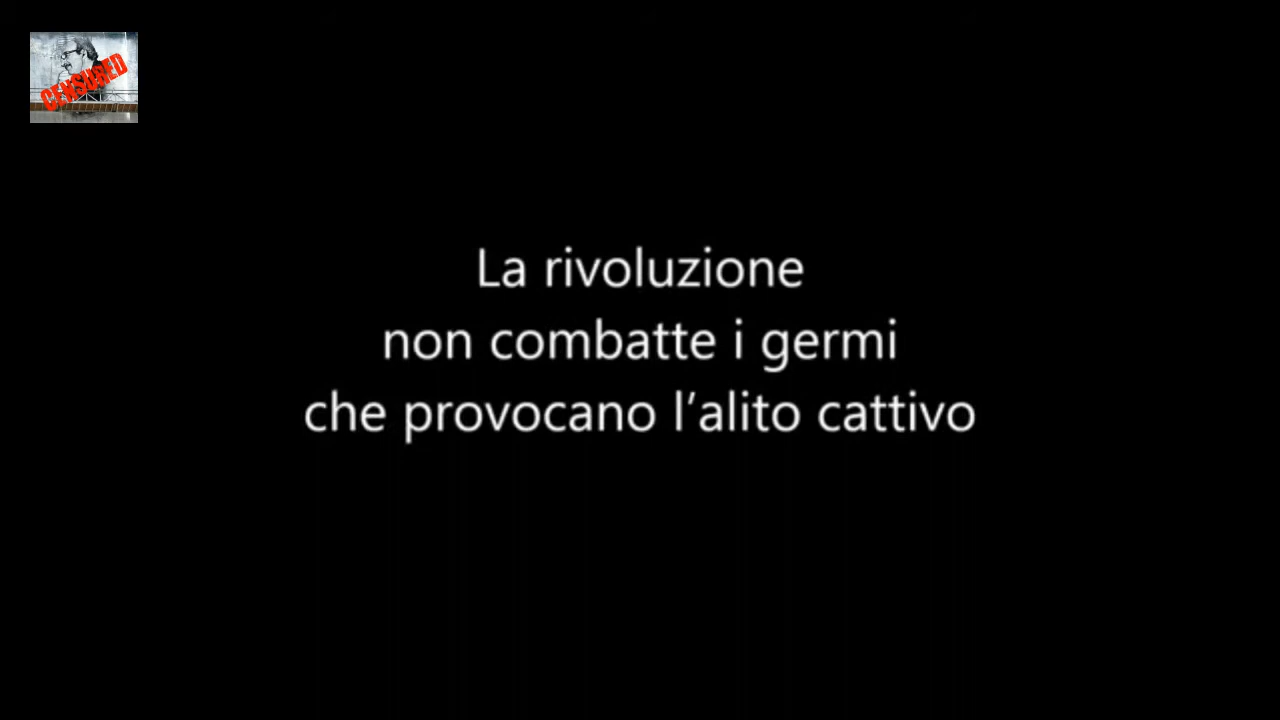 CENSURED
La rivoluzione
non combatte i germi
che provocano l’alito cattivo